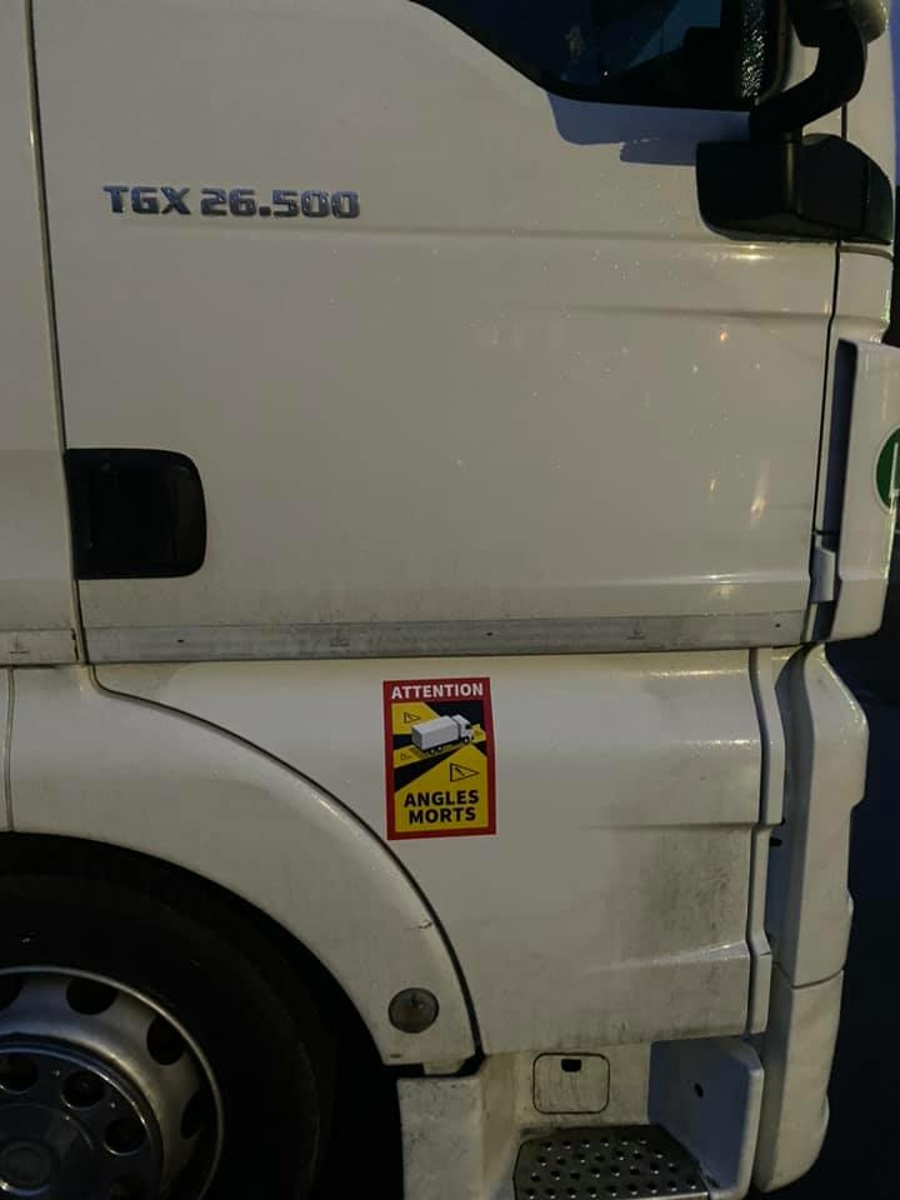 TGX 26.500
L
ATTENTION
ANGLES
MORTS